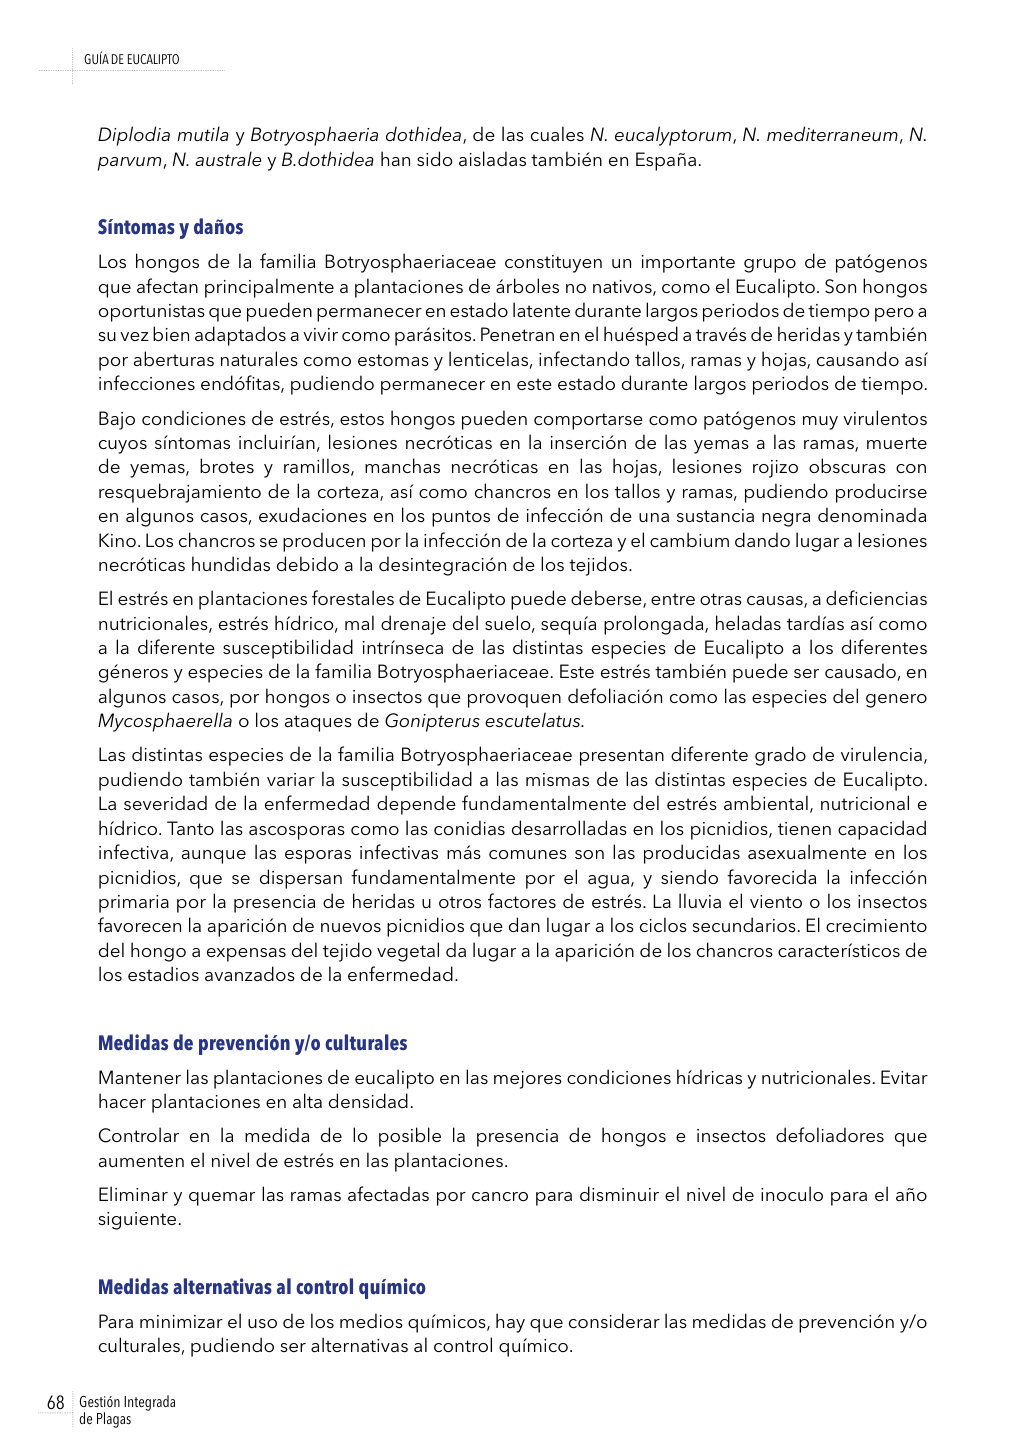 GUÍA DE EUCALIPTO
Diplodia mutila y Botryosphaeria dothidea, de las cuales N. eucalyptorum, N. mediterraneum, N.
parvum, N. australe y B.dothidea han sido aisladas también en España.
Síntomas y daños
Los hongos de la familia Botryosphaeriaceae constituyen un importante grupo de patógenos
que afectan principalmente a plantaciones de árboles no nativos, como el Eucalipto. Son hongos
oportunistas que pueden permanecer en estado latente durante largos periodos de tiempo pero a
su vez bien adaptados a vivir como parásitos. Penetran en el huésped a través de heridas y también
por aberturas naturales como estomas y lenticelas, infectando tallos, ramas y hojas, causando así
infecciones endófitas, pudiendo permanecer en este estado durante largos periodos de tiempo.
Bajo condiciones de estrés, estos hongos pueden comportarse como patógenos muy virulentos
cuyos síntomas incluirían, lesiones necróticas en la inserción de las yemas a las ramas, muerte
de yemas, brotes y ramillos, manchas necróticas en las hojas, lesiones rojizo obscuras con
resquebrajamiento de la corteza, así como chancros en los tallos y ramas, pudiendo producirse
en algunos casos, exudaciones en los puntos de infección de una sustancia negra denominada
Kino. Los chancros se producen por la infección de la corteza y el cambium dando lugar a lesiones
necróticas hundidas debido a la desintegración de los tejidos.
El estrés en plantaciones forestales de Eucalipto puede deberse, entre otras causas, a deficiencias
nutricionales, estrés hídrico, mal drenaje del suelo, sequía prolongada, heladas tardías así como
a la diferente susceptibilidad intrínseca de las distintas especies de Eucalipto a los diferentes
géneros y especies de la familia Botryosphaeriaceae. Este estrés también puede ser causado, en
algunos casos, por hongos o insectos que provoquen defoliación como las especies del genero
Mycosphaerella o los ataques de Gonipterus escutelatus.
Las distintas especies de la familia Botryosphaeriaceae presentan diferente grado de virulencia,
pudiendo también variar la susceptibilidad a las mismas de las distintas especies de Eucalipto.
La severidad de la enfermedad depende fundamentalmente del estrés ambiental, nutricional e
hídrico. Tanto las ascosporas como las conidias desarrolladas en los picnidios, tienen capacidad
infectiva, aunque las esporas infectivas más comunes son las producidas asexualmente en los
picnidios, que se dispersan fundamentalmente por el agua, y siendo favorecida la infección
primaria por la presencia de heridas u otros factores de estrés. La lluvia el viento o los insectos
favorecen la aparición de nuevos picnidios que dan lugar a los ciclos secundarios. El crecimiento
del hongo a expensas del tejido vegetal da lugar a la aparición de los chancros característicos de
los estadios avanzados de la enfermedad.
Medidas de prevención y/o culturales
Mantener las plantaciones de eucalipto en las mejores condiciones hídricas y nutricionales. Evitar
hacer plantaciones en alta densidad.
Controlar en la medida de lo posible la presencia de hongos e insectos defoliadores que
aumenten el nivel de estrés en las plantaciones.
Eliminar y quemar las ramas afectadas por cancro para disminuir el nivel de inoculo para el año
siguiente.
Medidas alternativas al control químico
Para minimizar el uso de los medios químicos, hay que considerar las medidas de prevención y/o
culturales, pudiendo ser alternativas al control químico.
68 Gestión Integrada
de Plagas